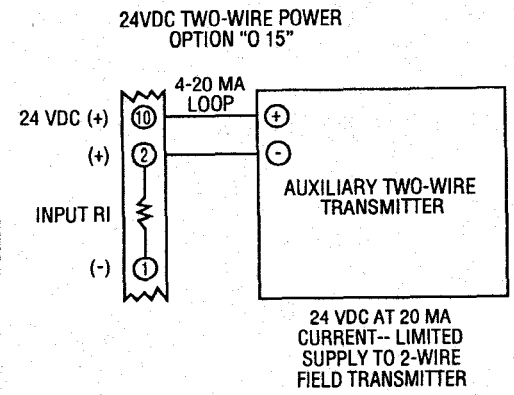 24VDC TWO-WIRE POWER
OPTION "O 15"
4-20 MA
LOOP
24 VDC (+)
10
+
(+)
2
-
AUXILIARY TWO-WIRE
TRANSMITTER
INPUT RI
(-)
1
24 VDC AT 20 MA
CURRENT-- LIMITED
SUPPLY TO 2-WIRE
FIELD TRANSMITTER